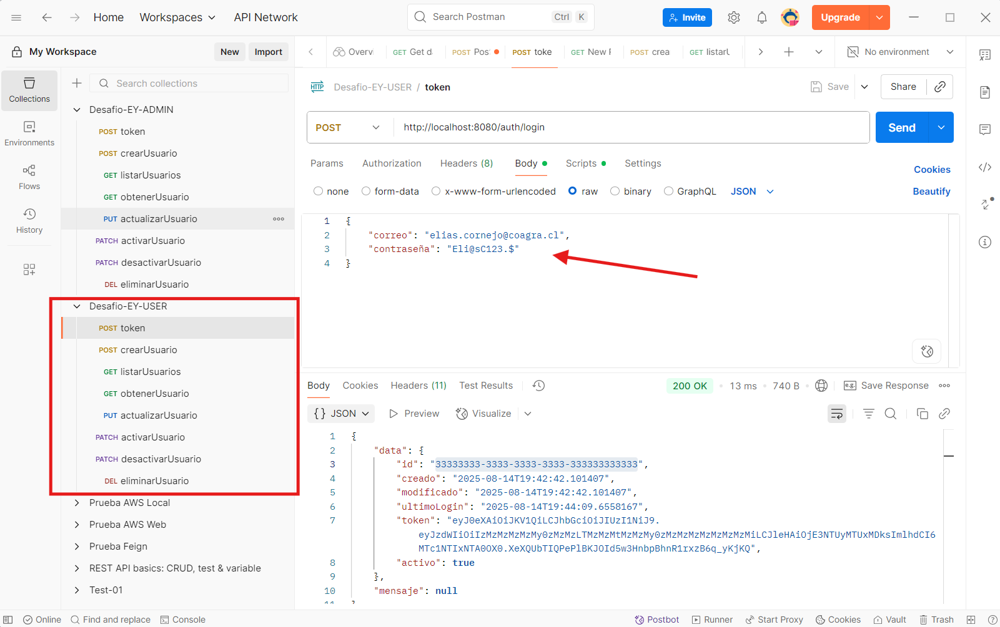 Home Workspaces API Network Search Postman Ctrl K Invite Upgrade
My Workspace New Import
Overvi GET Get d POST Pos POST toke GET New F POST crea GET listarU No environment
Collections
Environments
Flows
History
Search collections
Desafio-EY-ADMIN
POST token
POST crearUsuario
GET listarUsuarios
GET obtenerUsuario
PUT actualizarUsuario
PATCH activarUsuario
PATCH desactivarUsuario
DEL eliminarUsuario
Desafio-EY-USER
POST token
POST crearUsuario
GET listarUsuarios
GET obtenerUsuario
PUT actualizarUsuario
PATCH activarUsuario
PATCH desactivarUsuario
DEL eliminarUsuario
Prueba AWS Local
Prueba AWS Web
Prueba Feign
REST API basics: CRUD, test & variable
Test-01
HTTP Desafio-EY-USER / token Save Share
POST http://localhost:8080/auth/login Send
Params Authorization Headers (8) Body Scripts Settings Cookies
none form-data x-www-form-urlencoded raw binary GraphQL JSON Beautify
1 {
2 "correo": "elias.cornejo@coagra.cl",
3 "contraseña": "Eli@sC123.$"
4 }
Body Cookies Headers (11) Test Results 200 OK 13 ms 740 B e.g. Save Response
{} JSON Preview Visualize
1 {
2 "data": {
3 "id": "33333333-3333-3333-3333-333333333333",
4 "creado": "2025-08-14T19:42:42.101407",
5 "modificado": "2025-08-14T19:42:42.101407",
6 "ultimoLogin": "2025-08-14T19:44:09.6558167",
7 "token": "eyJ0eXAiOiJKV1QiLCJhbGciOiJIUzI1NiJ9.
eyJzdWIiOiIzMzMzMzMzMy0zMzMzLTMzMzMtMzMzMy0zMzMzMzMzMzMzMzMiLCJleHAiOjE3NTUyMTUxMDksImlhdCI6
MTc1NTIxNTA0OX0.XeXQUbTIQPePlBKJOId5w3HnbpBhnR1rxzB6q_yKjKQ",
8 "activo": true
9 },
10 "mensaje": null
11 }
Online Find and replace Console Postbot Runner Start Proxy Cookies Vault Trash